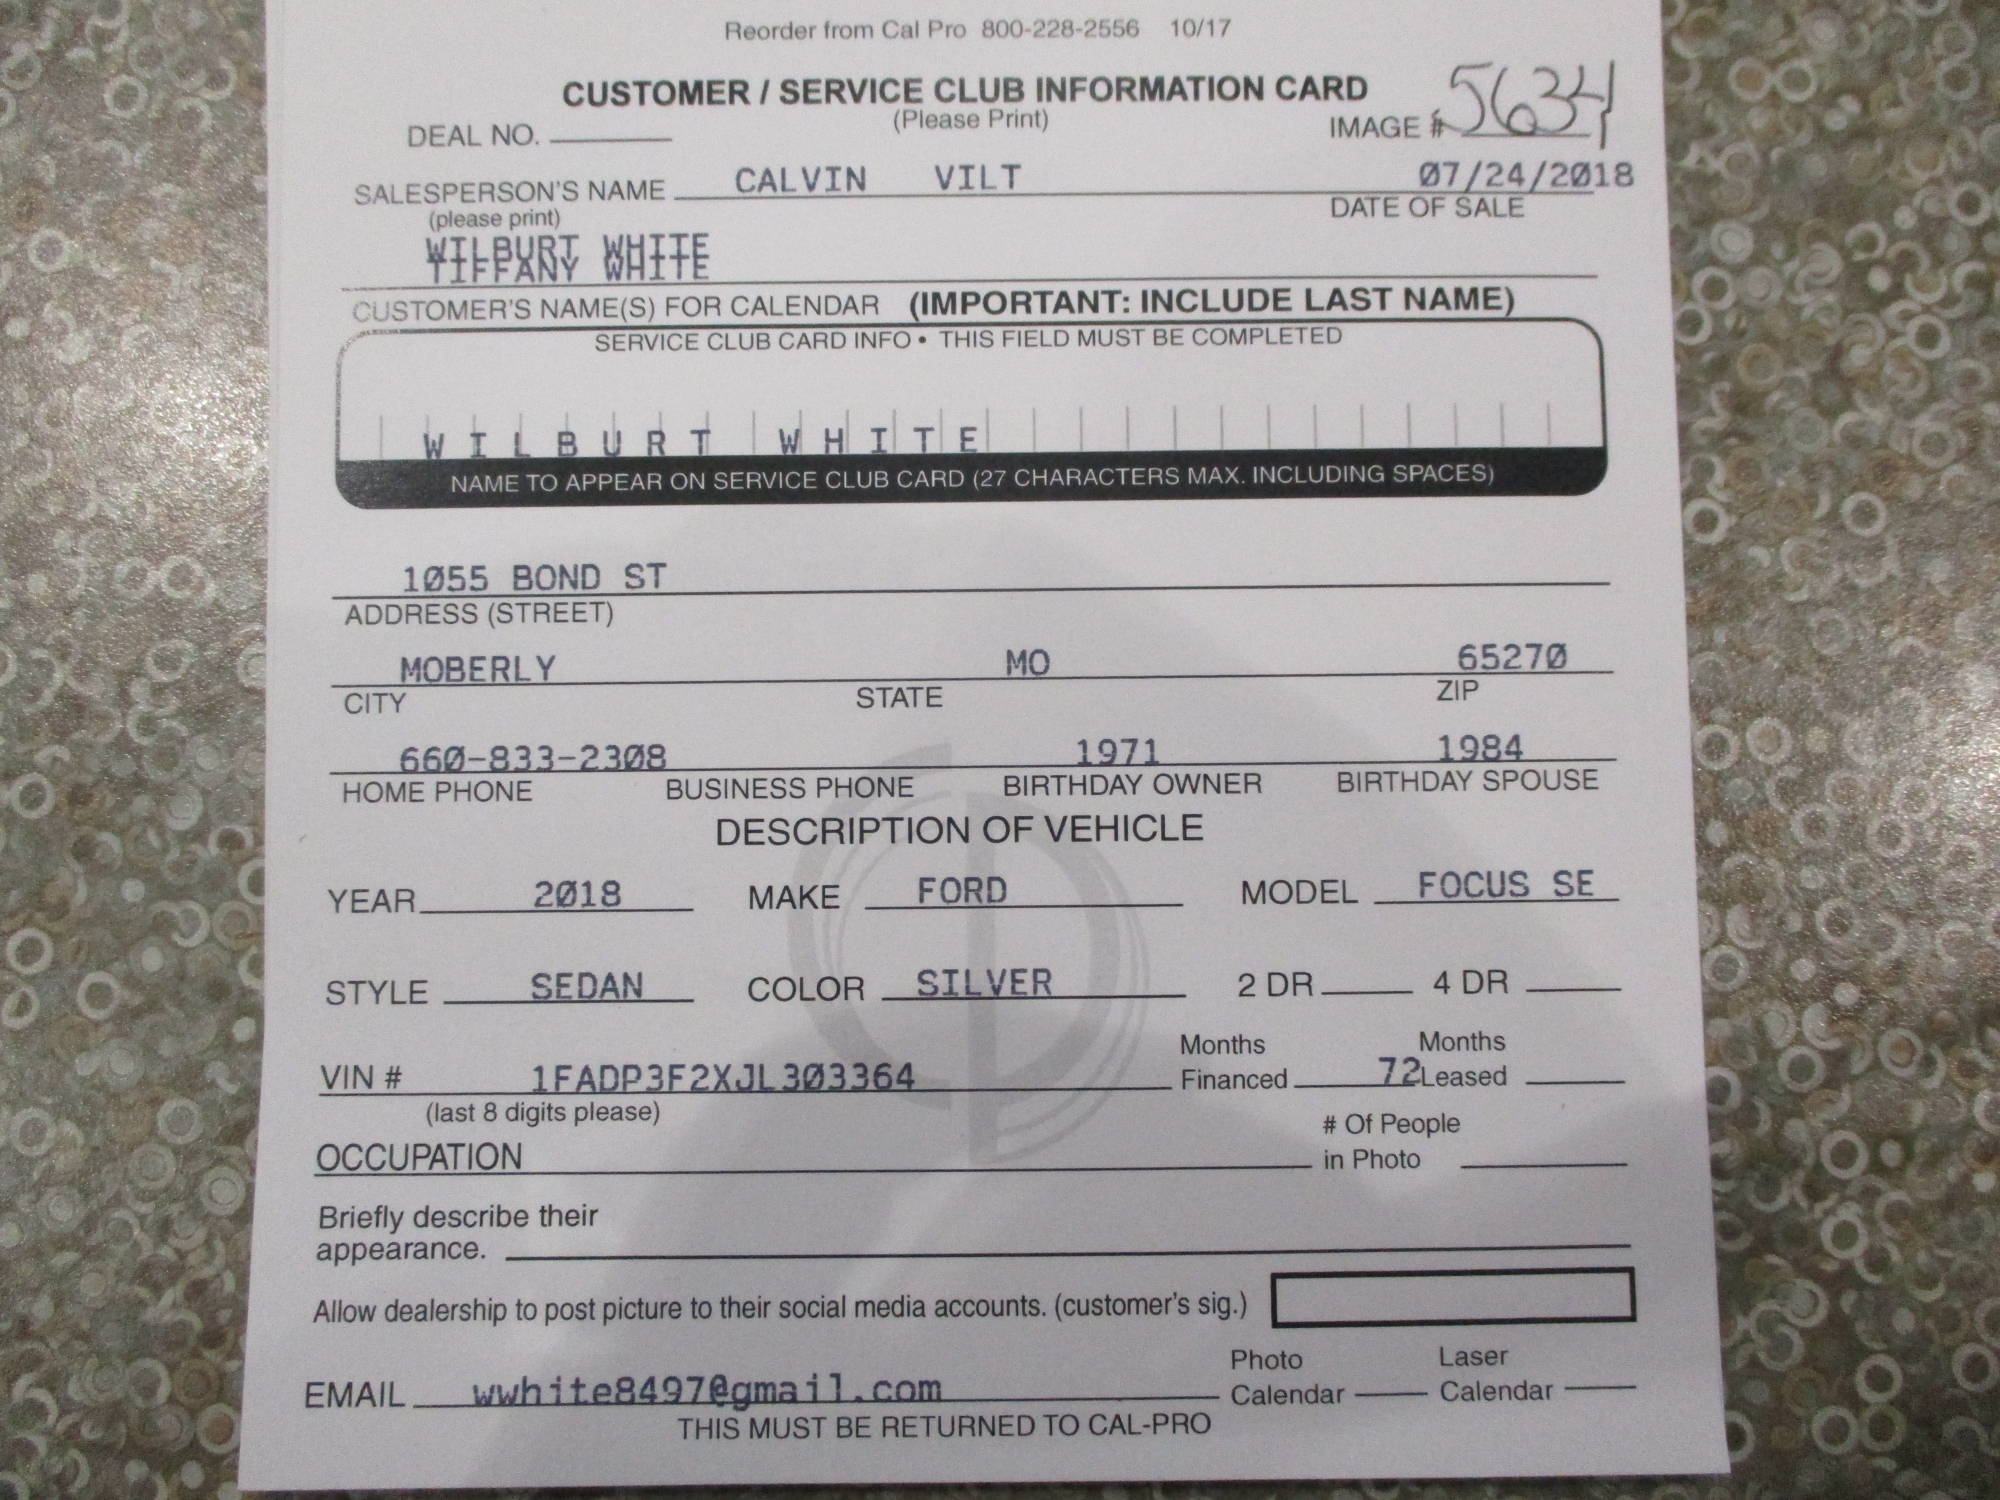 Reorder from Cal Pro 800-228-2556 10/17
CUSTOMER / SERVICE CLUB INFORMATION CARD
(Please Print)
DEAL NO. IMAGE # 5634
SALESPERSON'S NAME CALVIN VILT 07/24/2018
(please print) DATE OF SALE
WILBURT WHITE
TIFFANY WHITE
CUSTOMER'S NAME(S) FOR CALENDAR (IMPORTANT: INCLUDE LAST NAME)
SERVICE CLUB CARD INFO • THIS FIELD MUST BE COMPLETED
WILBURT WHITE
NAME TO APPEAR ON SERVICE CLUB CARD (27 CHARACTERS MAX. INCLUDING SPACES)
1055 BOND ST
ADDRESS (STREET)
MOBERLY MO 65270
CITY STATE ZIP
660-833-2308 1971 1984
HOME PHONE BUSINESS PHONE BIRTHDAY OWNER BIRTHDAY SPOUSE
DESCRIPTION OF VEHICLE
YEAR 2018 MAKE FORD MODEL FOCUS SE
STYLE SEDAN COLOR SILVER 2 DR 4 DR
Months Months
VIN # 1FADP3F2XJL303364 Financed 72 Leased
(last 8 digits please)
# Of People
OCCUPATION in Photo
Briefly describe their
appearance.
Allow dealership to post picture to their social media accounts. (customer's sig.)
Photo Laser
EMAIL wwhite8497@gmail.com Calendar Calendar
THIS MUST BE RETURNED TO CAL-PRO